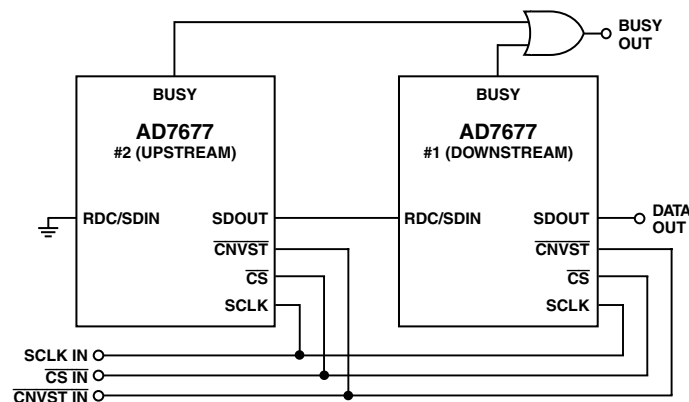 BUSY
OUT
BUSY
BUSY
AD7677
#2 (UPSTREAM)
AD7677
#1 (DOWNSTREAM)
RDC/SDIN
SDOUT
RDC/SDIN
SDOUT
DATA
OUT
CNVST
CNVST
CS
CS
SCLK
SCLK
SCLK IN
CS IN
CNVST IN